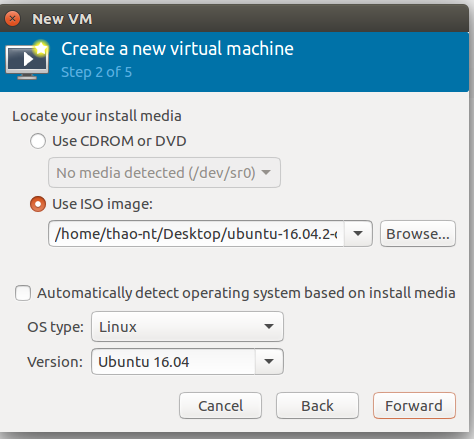 New VM
Create a new virtual machine
Step 2 of 5
Locate your install media
Use CDROM or DVD
No media detected (/dev/sr0)
Use ISO image:
/home/thao-nt/Desktop/ubuntu-16.04.2-
Browse...
Automatically detect operating system based on install media
OS type: Linux
Version: Ubuntu 16.04
Cancel Back Forward